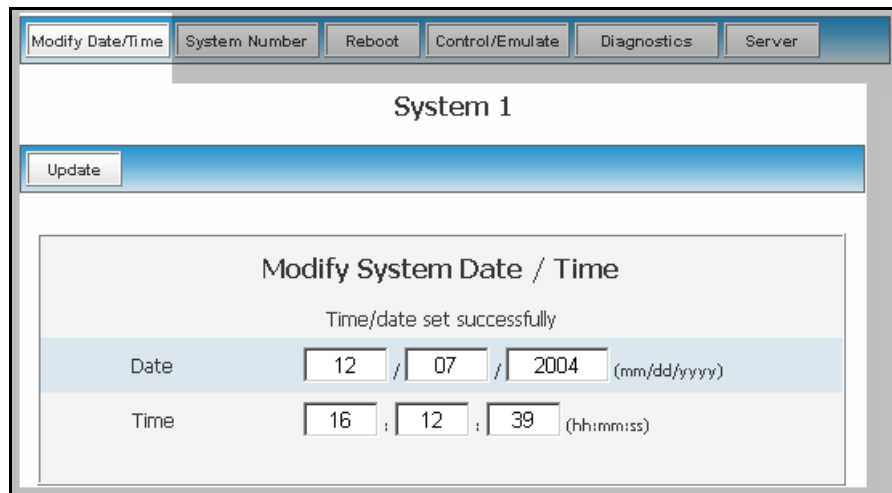 Modify Date/Time System Number Reboot Control/Emulate Diagnostics Server
System 1
Update
Modify System Date / Time
Time/date set successfully
Date 12 / 07 / 2004 (mm/dd/yyyy)
Time 16 : 12 : 39 (hh:mm:ss)